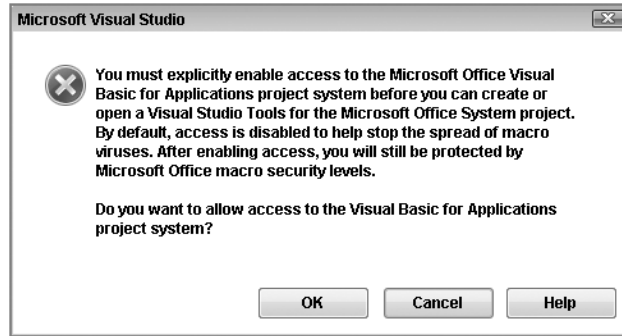 Microsoft Visual Studio
You must explicitly enable access to the Microsoft Office Visual
Basic for Applications project system before you can create or
open a Visual Studio Tools for the Microsoft Office System project.
By default, access is disabled to help stop the spread of macro
viruses. After enabling access, you will still be protected by
Microsoft Office macro security levels.
Do you want to allow access to the Visual Basic for Applications
project system?
OK Cancel Help